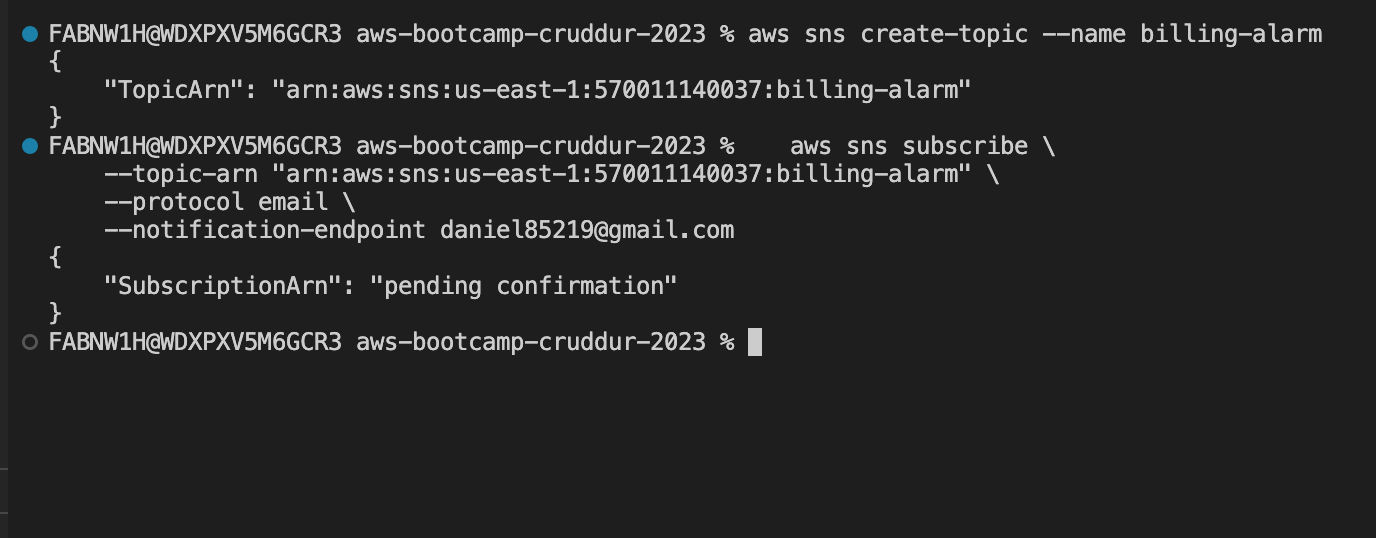 FABNW1H@WDXPXV5M6GCR3 aws-bootcamp-cruddur-2023 % aws sns create-topic --name billing-alarm
{
    "TopicArn": "arn:aws:sns:us-east-1:570011140037:billing-alarm"
}
FABNW1H@WDXPXV5M6GCR3 aws-bootcamp-cruddur-2023 %    aws sns subscribe \
    --topic-arn "arn:aws:sns:us-east-1:570011140037:billing-alarm" \
    --protocol email \
    --notification-endpoint daniel85219@gmail.com
{
    "SubscriptionArn": "pending confirmation"
}
FABNW1H@WDXPXV5M6GCR3 aws-bootcamp-cruddur-2023 %